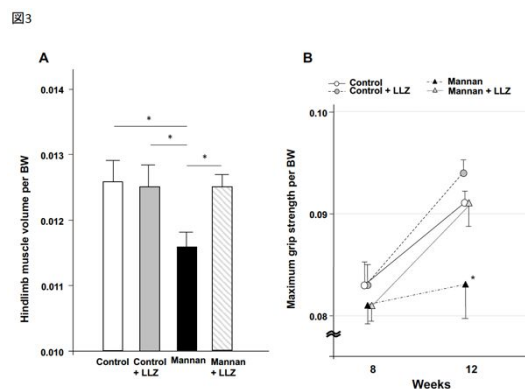 図3
A
Hindlimb muscle volume per BW
0.014
0.013
0.012
0.011
0.010
*
*
*
Control
Control
+ LLZ
Mannan
Mannan
+ LLZ
B
Control
Control + LLZ
Mannan
Mannan + LLZ
Maximum grip strength per BW
0.10
0.09
0.08
*
8
12
Weeks